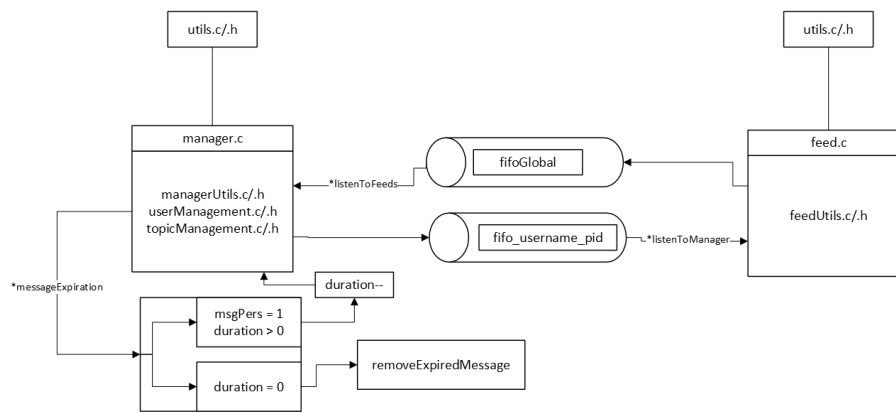 utils.c/.h
utils.c/.h
manager.c
managerUtils.c/.h
userManagement.c/.h
topicManagement.c/.h
*listenToFeeds
fifoGlobal
feed.c
feedUtils.c/.h
fifo_username_pid
*listenToManager
*messageExpiration
duration--
msgPers = 1
duration > 0
duration = 0
removeExpiredMessage